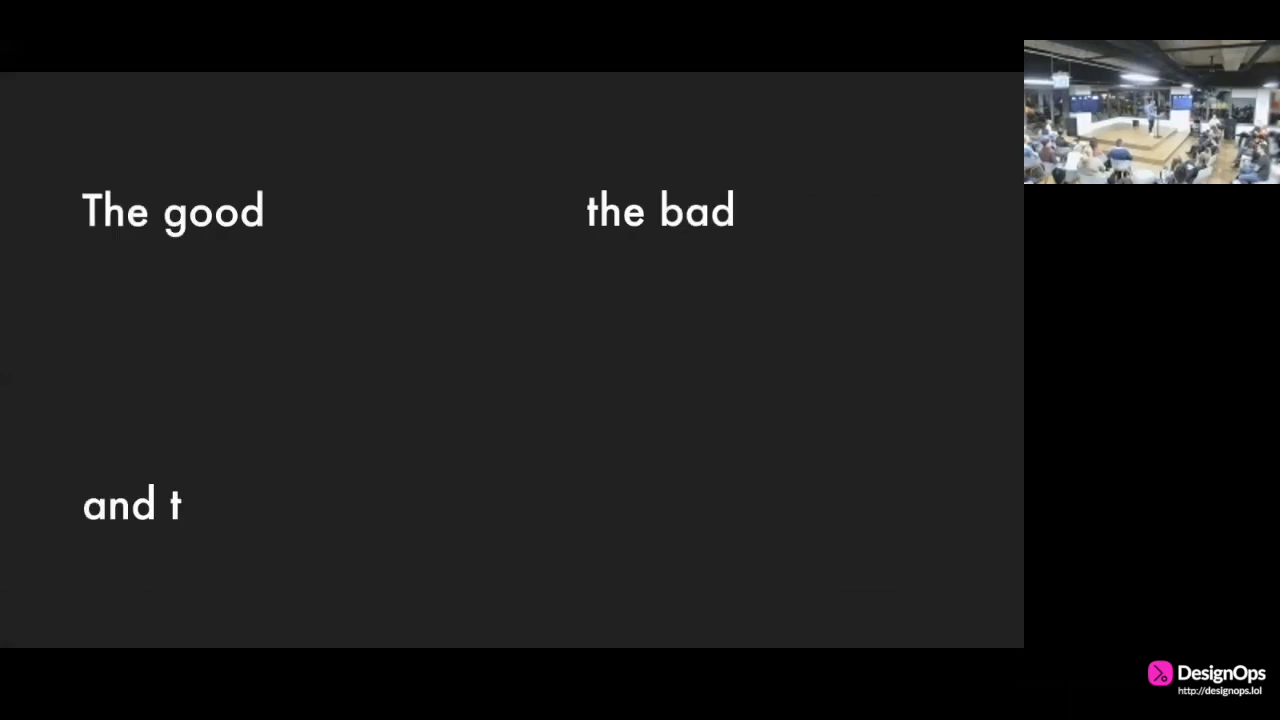 The good
the bad
and t
DesignOps
http://designops.lol